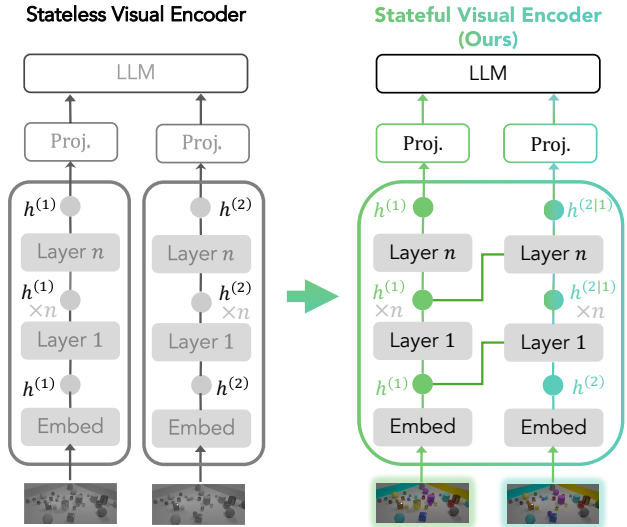 Stateless Visual Encoder
LLM
Proj.
Proj.
h^(1)
h^(2)
Layer n
Layer n
h^(1)
h^(2)
×n
×n
Layer 1
Layer 1
h^(1)
h^(2)
Embed
Embed
Stateful Visual Encoder
(Ours)
LLM
Proj.
Proj.
h^(1)
h^(2|1)
Layer n
Layer n
h^(1)
h^(2|1)
×n
×n
Layer 1
Layer 1
h^(1)
h^(2)
Embed
Embed